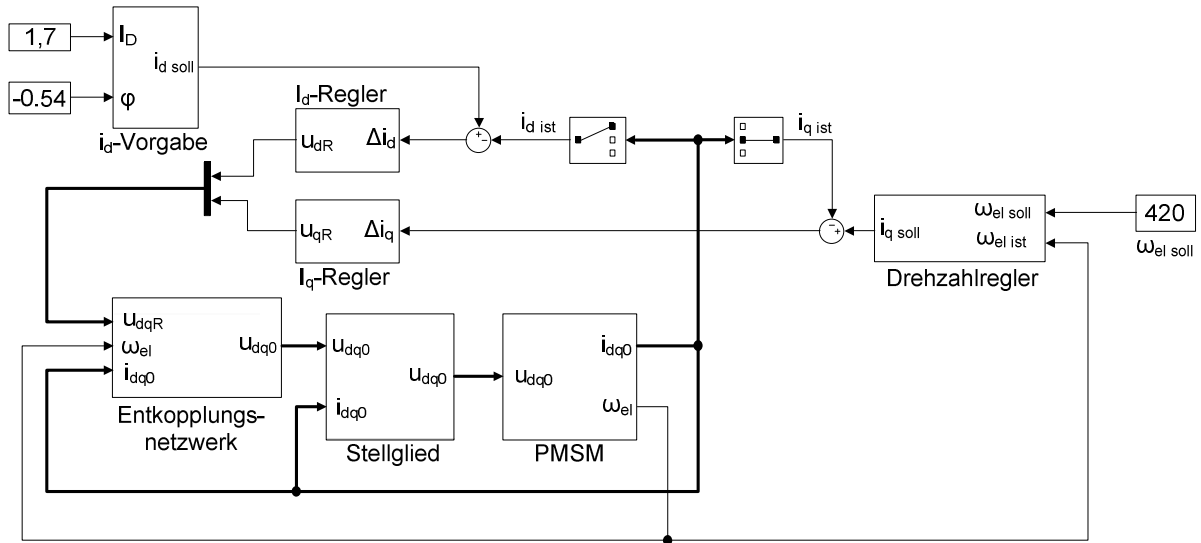 1,7
I_D
i_d soll
-0.54
φ
i_d-Vorgabe
I_d-Regler
u_dR
Δi_d
i_d ist
i_q ist
u_qR
Δi_q
I_q-Regler
i_q soll
ω_el soll
ω_el ist
Drehzahlregler
420
ω_el soll
u_dqR
ω_el
i_dq0
u_dq0
Entkopplungs-
netzwerk
u_dq0
i_dq0
u_dq0
Stellglied
u_dq0
i_dq0
ω_el
PMSM